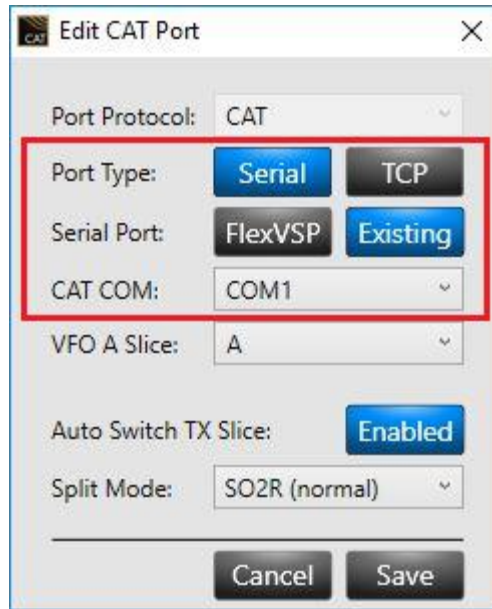 CAT
Edit CAT Port
Port Protocol: CAT
Port Type: Serial TCP
Serial Port: FlexVSP Existing
CAT COM: COM1
VFO A Slice: A
Auto Switch TX Slice: Enabled
Split Mode: SO2R (normal)
Cancel Save